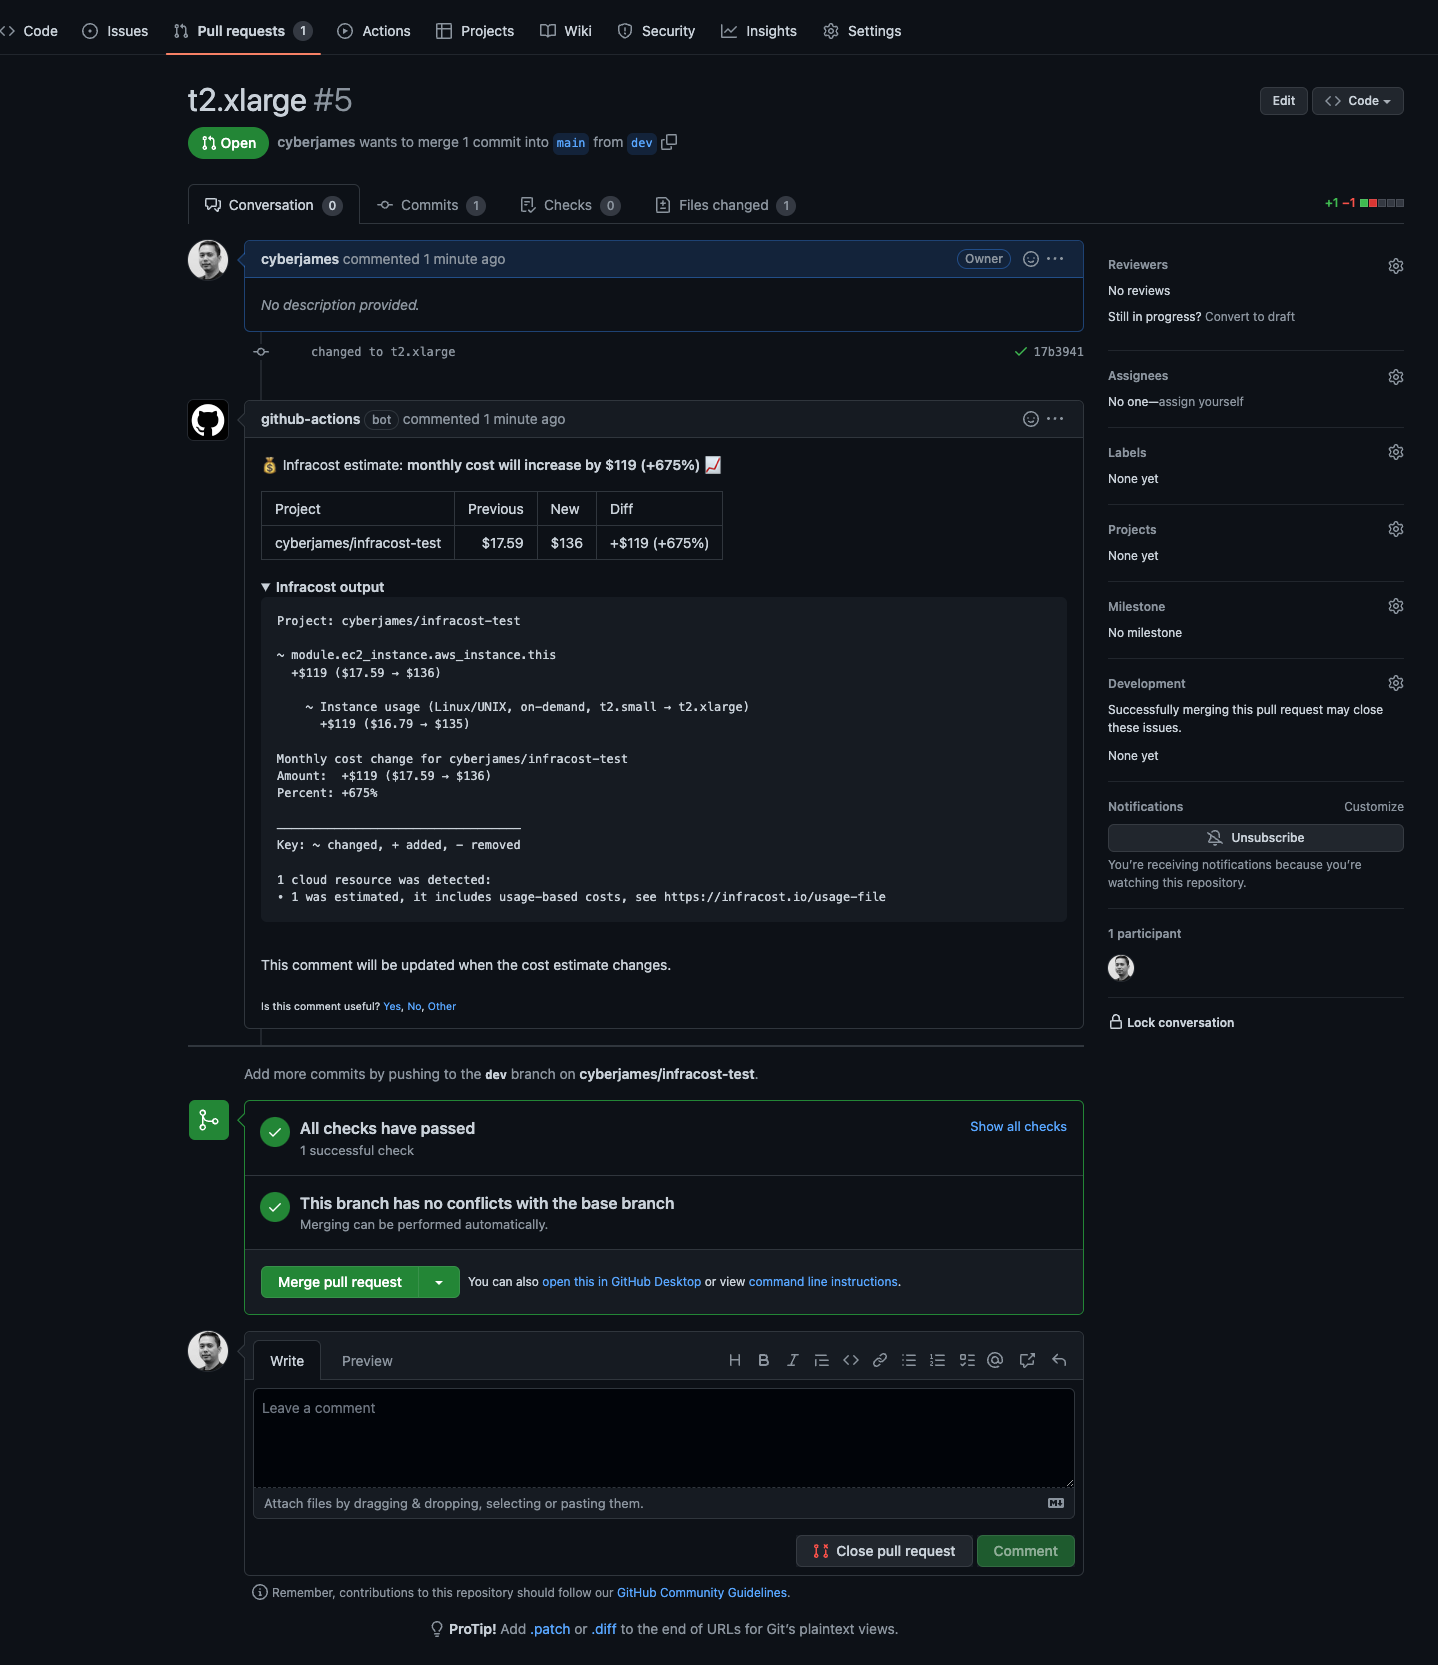 Code Issues Pull requests 1 Actions Projects Wiki Security Insights Settings
t2.xlarge #5
Edit Code
Open cyberjames wants to merge 1 commit into main from dev
Conversation 0 Commits 1 Checks 0 Files changed 1
+1 −1
cyberjames commented 1 minute ago Owner
No description provided.
changed to t2.xlarge 17b3941
github-actions bot commented 1 minute ago
💰 Infracost estimate: monthly cost will increase by $119 (+675%) 📈
Project Previous New Diff
cyberjames/infracost-test $17.59 $136 +$119 (+675%)
▼ Infracost output
Project: cyberjames/infracost-test
~ module.ec2_instance.aws_instance.this
+$119 ($17.59 → $136)
~ Instance usage (Linux/UNIX, on-demand, t2.small → t2.xlarge)
+$119 ($16.79 → $135)
Monthly cost change for cyberjames/infracost-test
Amount: +$119 ($17.59 → $136)
Percent: +675%
Key: ~ changed, + added, - removed
1 cloud resource was detected:
∙ 1 was estimated, it includes usage-based costs, see https://infracost.io/usage-file
This comment will be updated when the cost estimate changes.
Is this comment useful? Yes, No, Other
Reviewers
No reviews
Still in progress? Convert to draft
Assignees
No one—assign yourself
Labels
None yet
Projects
None yet
Milestone
No milestone
Development
Successfully merging this pull request may close
these issues.
None yet
Notifications Customize
Unsubscribe
You're receiving notifications because you're
watching this repository.
1 participant
Lock conversation
Add more commits by pushing to the dev branch on cyberjames/infracost-test.
All checks have passed
1 successful check
Show all checks
This branch has no conflicts with the base branch
Merging can be performed automatically.
Merge pull request You can also open this in GitHub Desktop or view command line instructions.
Write Preview
Leave a comment
Attach files by dragging & dropping, selecting or pasting them.
Close pull request Comment
Remember, contributions to this repository should follow our GitHub Community Guidelines.
ProTip! Add .patch or .diff to the end of URLs for Git's plaintext views.